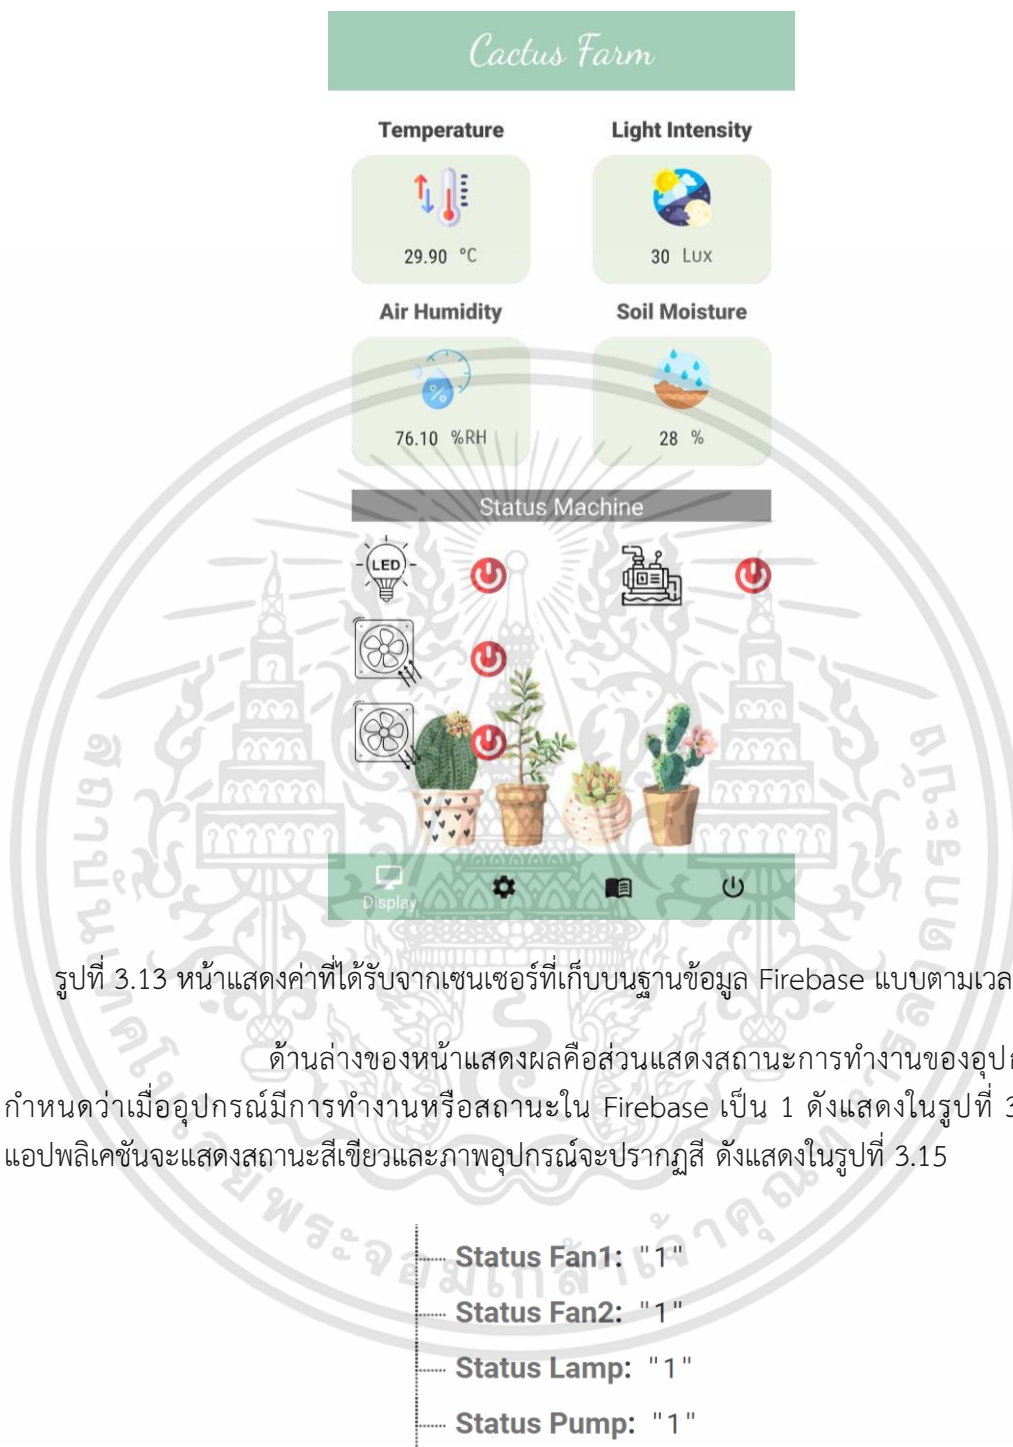 Cactus Farm
Temperature Light Intensity
29.90 °C 30 Lux
Air Humidity Soil Moisture
% 
76.10 %RH 28 %
Status Machine
LED
Display
รูปที่ 3.13 หน้าแสดงค่าที่ได้รับจากเซนเซอร์ที่เก็บบนฐานข้อมูล Firebase แบบตามเวล
ด้านล่างของหน้าแสดงผลคือส่วนแสดงสถานะการทำงานของอุป
กำหนดว่าเมื่ออุปกรณ์มีการทำงานหรือสถานะใน Firebase เป็น 1 ดังแสดงในรูปที่ 3
แอปพลิเคชันจะแสดงสถานะสีเขียวและภาพอุปกรณ์จะปรากฏสี ดังแสดงในรูปที่ 3.15
Status Fan1: "1"
Status Fan2: "1"
Status Lamp: "1"
Status Pump: "1"